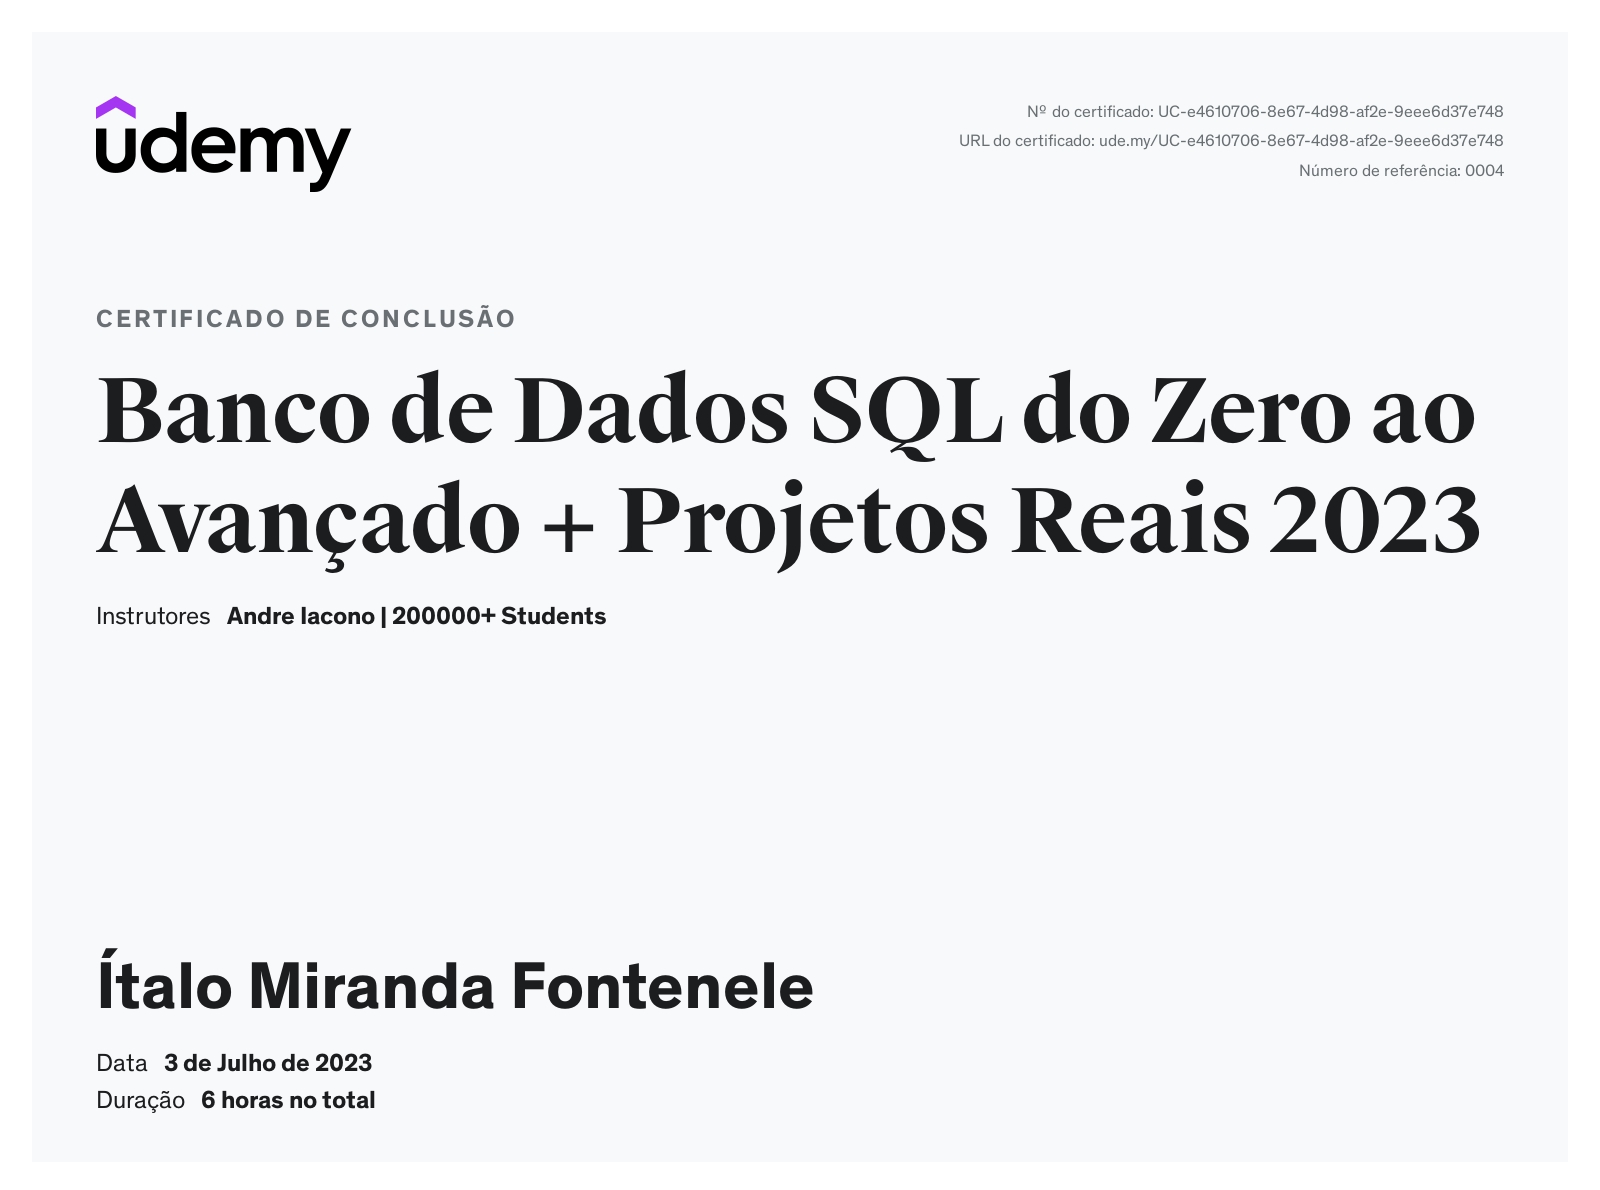 udemy
Nº do certificado: UC-e4610706-8e67-4d98-af2e-9eee6d37e748
URL do certificado: ude.my/UC-e4610706-8e67-4d98-af2e-9eee6d37e748
Número de referência: 0004
CERTIFICADO DE CONCLUSÃO
Banco de Dados SQL do Zero ao
Avançado + Projetos Reais 2023
Instrutores Andre Iacono | 200000+ Students
Ítalo Miranda Fontenele
Data 3 de Julho de 2023
Duração 6 horas no total